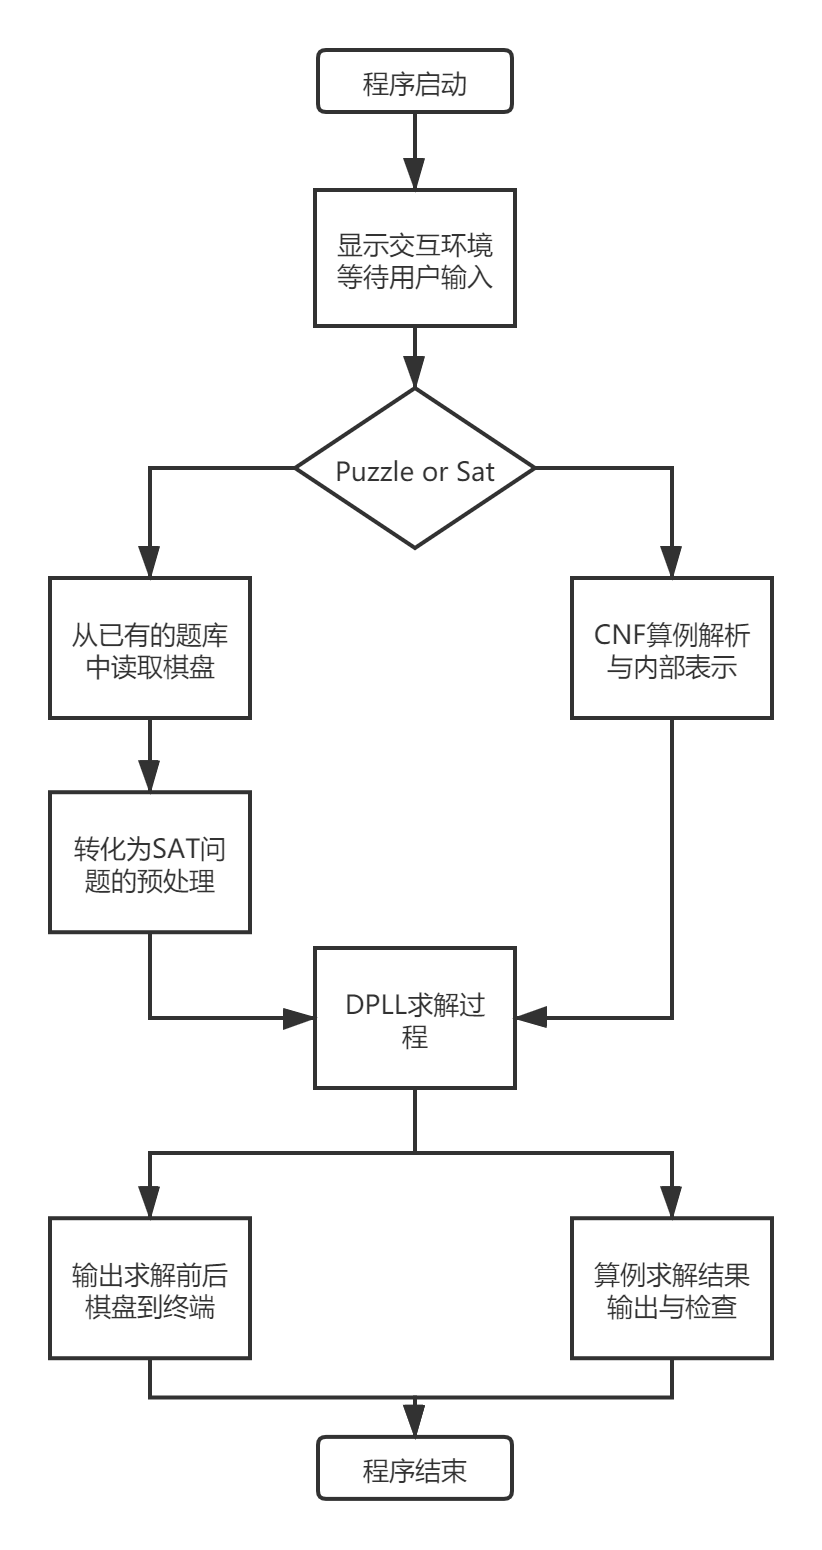 程序启动
显示交互环境
等待用户输入
Puzzle or Sat
从已有的题库
中读取棋盘
CNF算例解析
与内部表示
转化为SAT问
题的预处理
DPLL求解过
程
输出求解前后
棋盘到终端
算例求解结果
输出与检查
程序结束